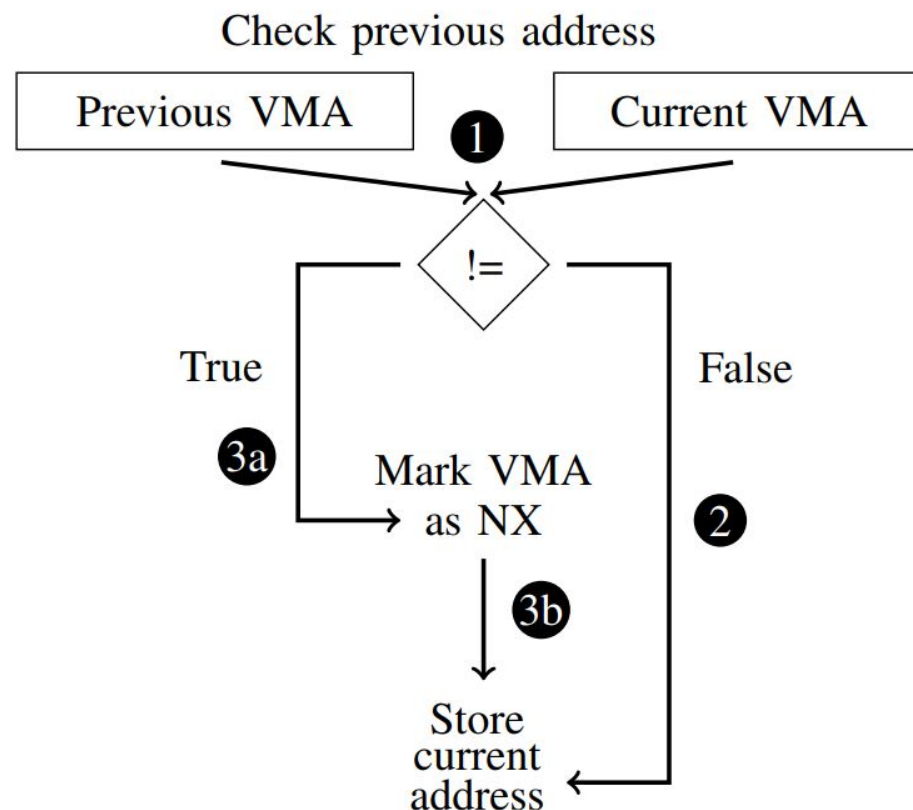 Check previous address
Previous VMA
Current VMA
1
!=
True
False
3a
Mark VMA
as NX
2
3b
Store
current
address